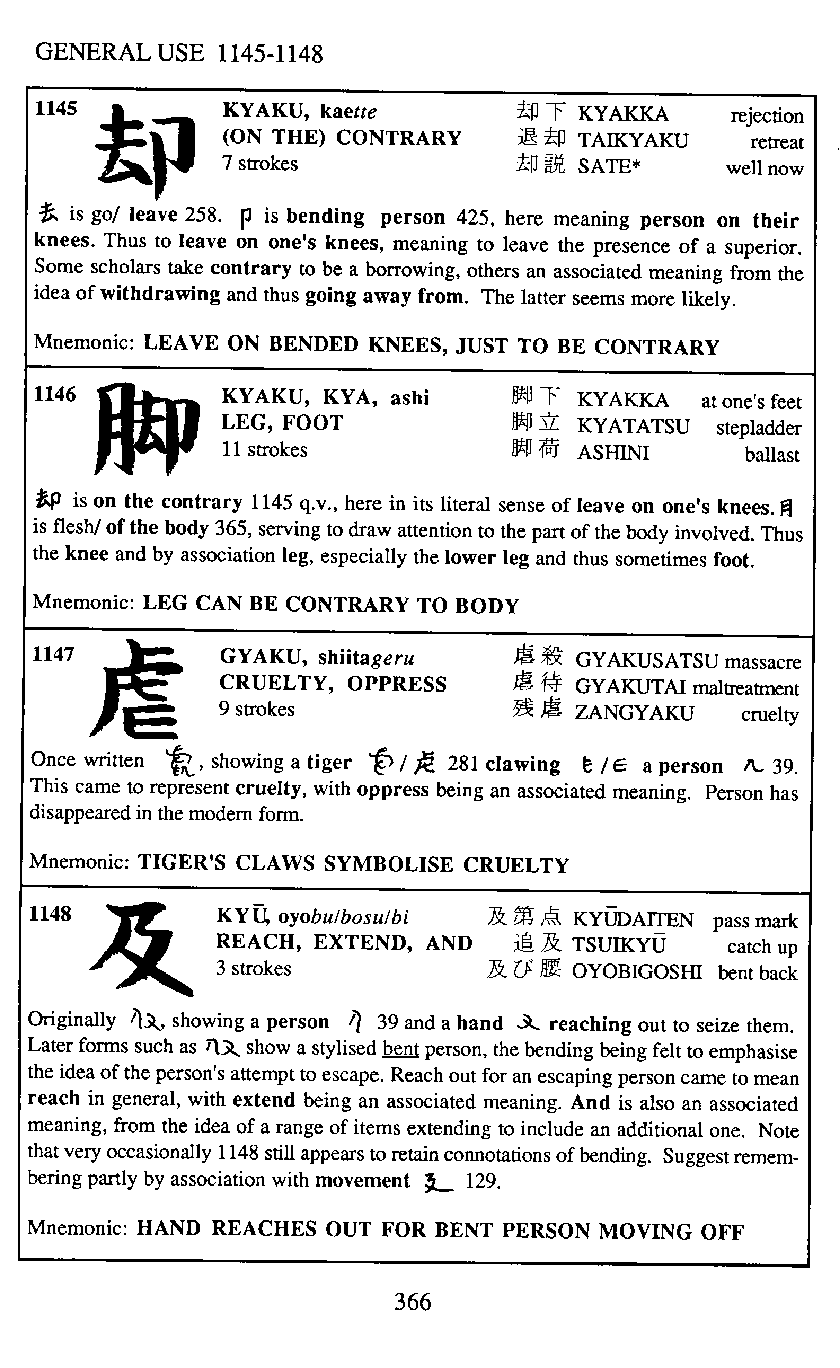 GENERAL USE 1145-1148
1145 却 KYAKU, kaette 却下 KYAKKA rejection
(ON THE) CONTRARY 退却 TAIKYAKU retreat
7 strokes 却説 SATE* well now
is go/ leave 258. 卩 is bending person 425, here meaning person on their
knees. Thus to leave on one's knees, meaning to leave the presence of a superior.
Some scholars take contrary to be a borrowing, others an associated meaning from the
idea of withdrawing and thus going away from. The latter seems more likely.
Mnemonic: LEAVE ON BENDED KNEES, JUST TO BE CONTRARY
1146 脚 KYAKU, KYA, ashi 脚下 KYAKKA at one's feet
LEG, FOOT 脚立 KYATATSU stepladder
11 strokes 脚荷 ASHINI ballast
却 is on the contrary 1145 q.v., here in its literal sense of leave on one's knees. 月
is flesh/ of the body 365, serving to draw attention to the part of the body involved. Thus
the knee and by association leg, especially the lower leg and thus sometimes foot.
Mnemonic: LEG CAN BE CONTRARY TO BODY
1147 虐 GYAKU, shiitageru 虐殺 GYAKUSATSU massacre
CRUELTY, OPPRESS 虐待 GYAKUTAI maltreatment
9 strokes 残虐 ZANGYAKU cruelty
Once written , showing a tiger / 281 clawing / a person 39.
This came to represent cruelty, with oppress being an associated meaning. Person has
disappeared in the modern form.
Mnemonic: TIGER'S CLAWS SYMBOLISE CRUELTY
1148 及 KYŪ, oyobu/bosu/bi 及第点 KYŪDAITEN pass mark
REACH, EXTEND, AND 追及 TSUIKYŪ catch up
3 strokes 及び腰 OYOBIGOSHI bent back
Originally , showing a person 39 and a hand reaching out to seize them.
Later forms such as show a stylised bent person, the bending being felt to emphasise
the idea of the person's attempt to escape. Reach out for an escaping person came to mean
reach in general, with extend being an associated meaning. And is also an associated
meaning, from the idea of a range of items extending to include an additional one. Note
that very occasionally 1148 still appears to retain connotations of bending. Suggest remem-
bering partly by association with movement 129.
Mnemonic: HAND REACHES OUT FOR BENT PERSON MOVING OFF
366